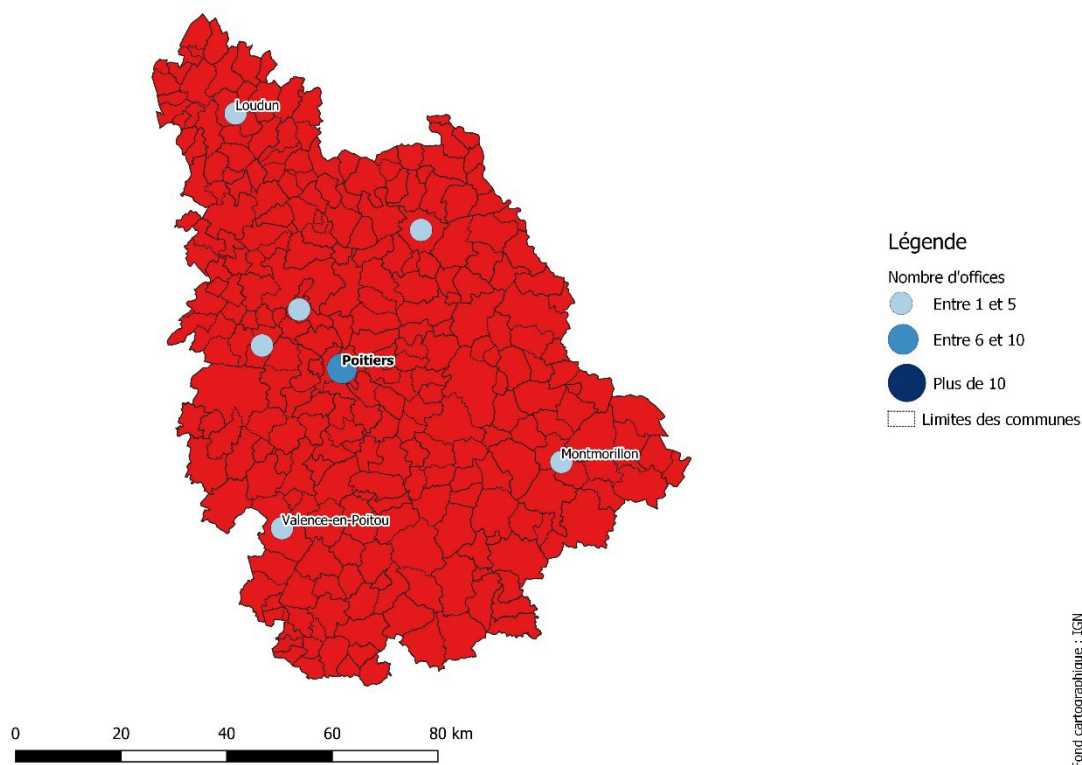 Loudun
Poitiers
Montmorillon
Valence-en-Poitou
Légende
Nombre d'offices
Entre 1 et 5
Entre 6 et 10
Plus de 10
Limites des communes
0 20 40 60 80 km
Fond cartographique : IGN